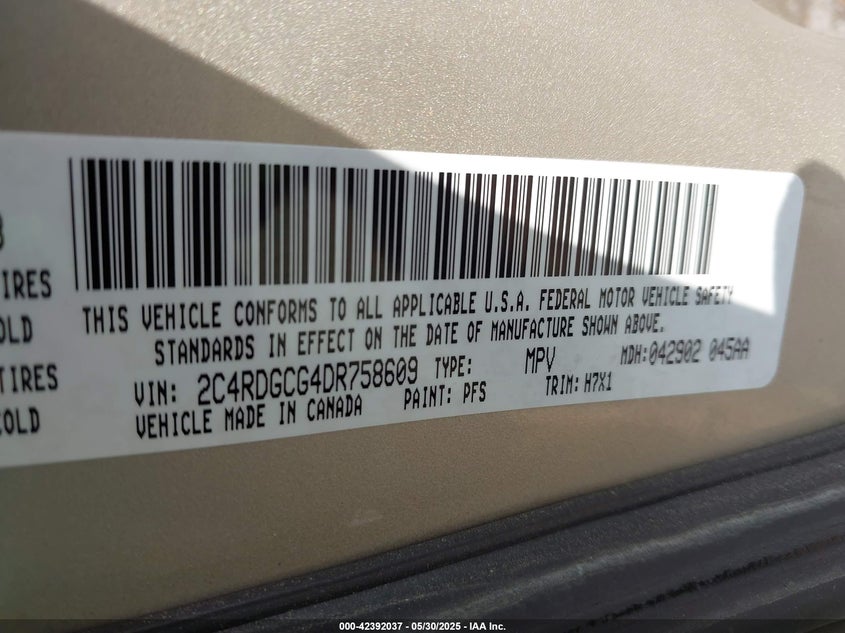 THIS VEHICLE CONFORMS TO ALL APPLICABLE U.S.A. FEDERAL MOTOR VEHICLE SAFETY
STANDARDS IN EFFECT ON THE DATE OF MANUFACTURE SHOWN ABOVE.
VIN: 2C4RDGCG4DR758609 TYPE: MPV MDH:042902 045AA
VEHICLE MADE IN CANADA PAINT: PFS TRIM: H7X1
IRES
OLD
TIRES
COLD
000-42392037 - 05/30/2025 - IAA Inc.